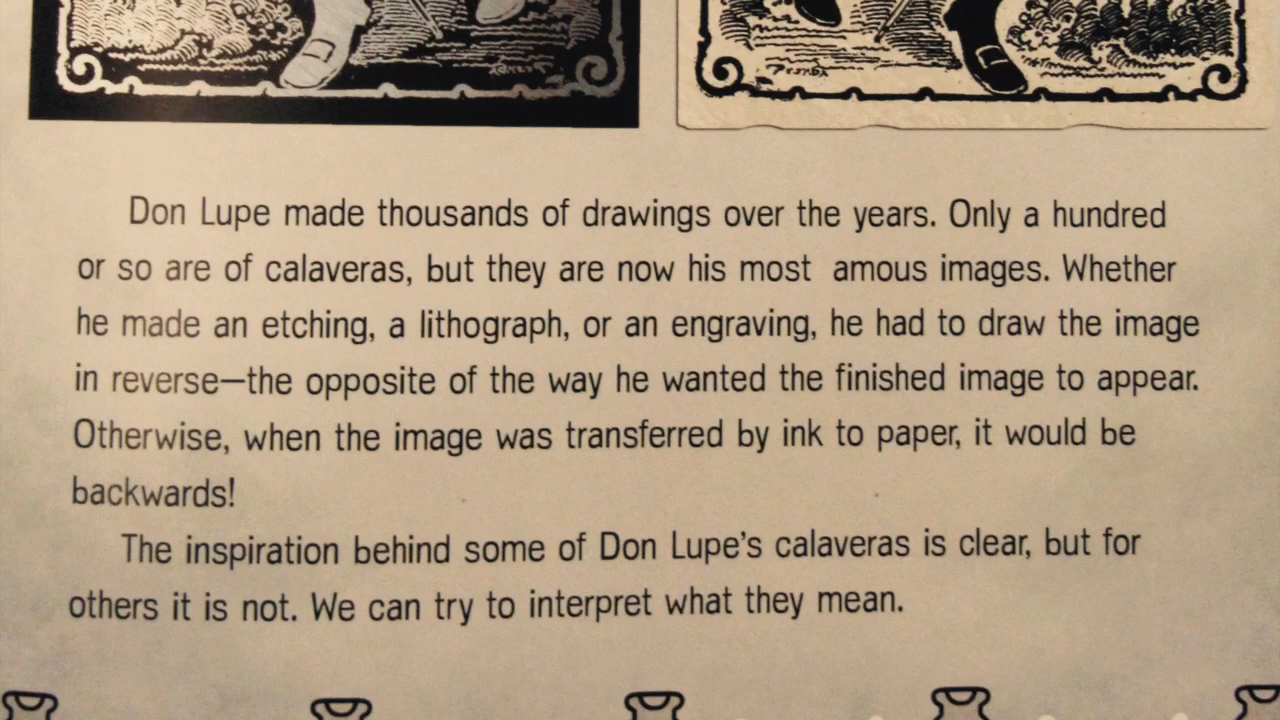 Don Lupe made thousands of drawings over the years. Only a hundred
or so are of calaveras, but they are now his most amous images. Whether
he made an etching, a lithograph, or an engraving, he had to draw the image
in reverse—the opposite of the way he wanted the finished image to appear.
Otherwise, when the image was transferred by ink to paper, it would be
backwards!
The inspiration behind some of Don Lupe's calaveras is clear, but for
others it is not. We can try to interpret what they mean.